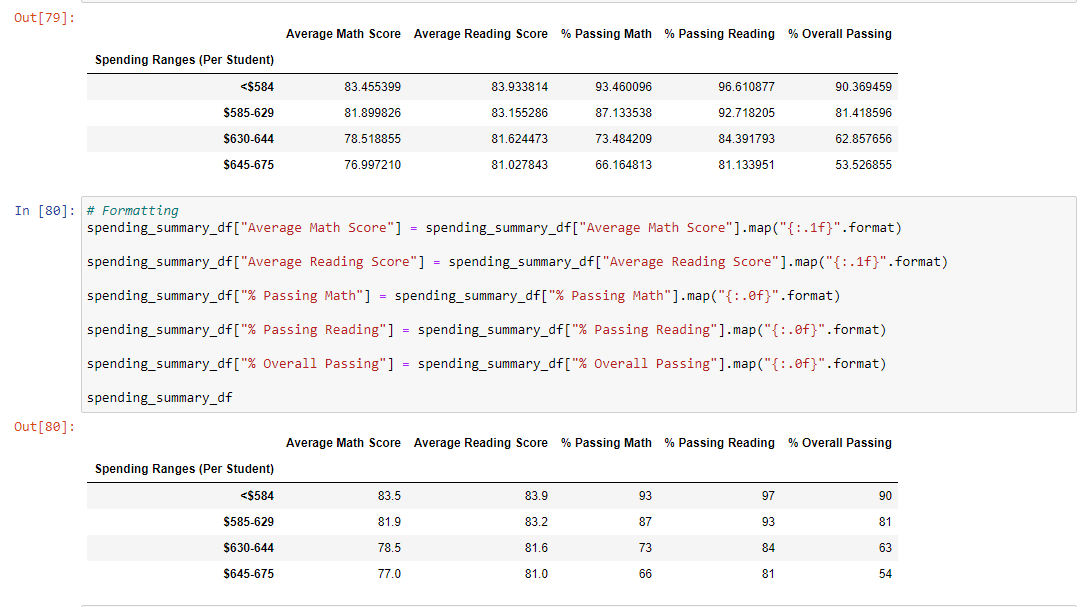 Out[79]:
Average Math Score Average Reading Score % Passing Math % Passing Reading % Overall Passing
Spending Ranges (Per Student)
<$584 83.455399 83.933814 93.460096 96.610877 90.369459
$585-629 81.899826 83.155286 87.133538 92.718205 81.418596
$630-644 78.518855 81.624473 73.484209 84.391793 62.857656
$645-675 76.997210 81.027843 66.164813 81.133951 53.526855
In [80]: # Formatting
spending_summary_df["Average Math Score"] = spending_summary_df["Average Math Score"].map("{:.1f}".format)
spending_summary_df["Average Reading Score"] = spending_summary_df["Average Reading Score"].map("{:.1f}".format)
spending_summary_df["% Passing Math"] = spending_summary_df["% Passing Math"].map("{:.0f}".format)
spending_summary_df["% Passing Reading"] = spending_summary_df["% Passing Reading"].map("{:.0f}".format)
spending_summary_df["% Overall Passing"] = spending_summary_df["% Overall Passing"].map("{:.0f}".format)
spending_summary_df
Out[80]:
Average Math Score Average Reading Score % Passing Math % Passing Reading % Overall Passing
Spending Ranges (Per Student)
<$584 83.5 83.9 93 97 90
$585-629 81.9 83.2 87 93 81
$630-644 78.5 81.6 73 84 63
$645-675 77.0 81.0 66 81 54